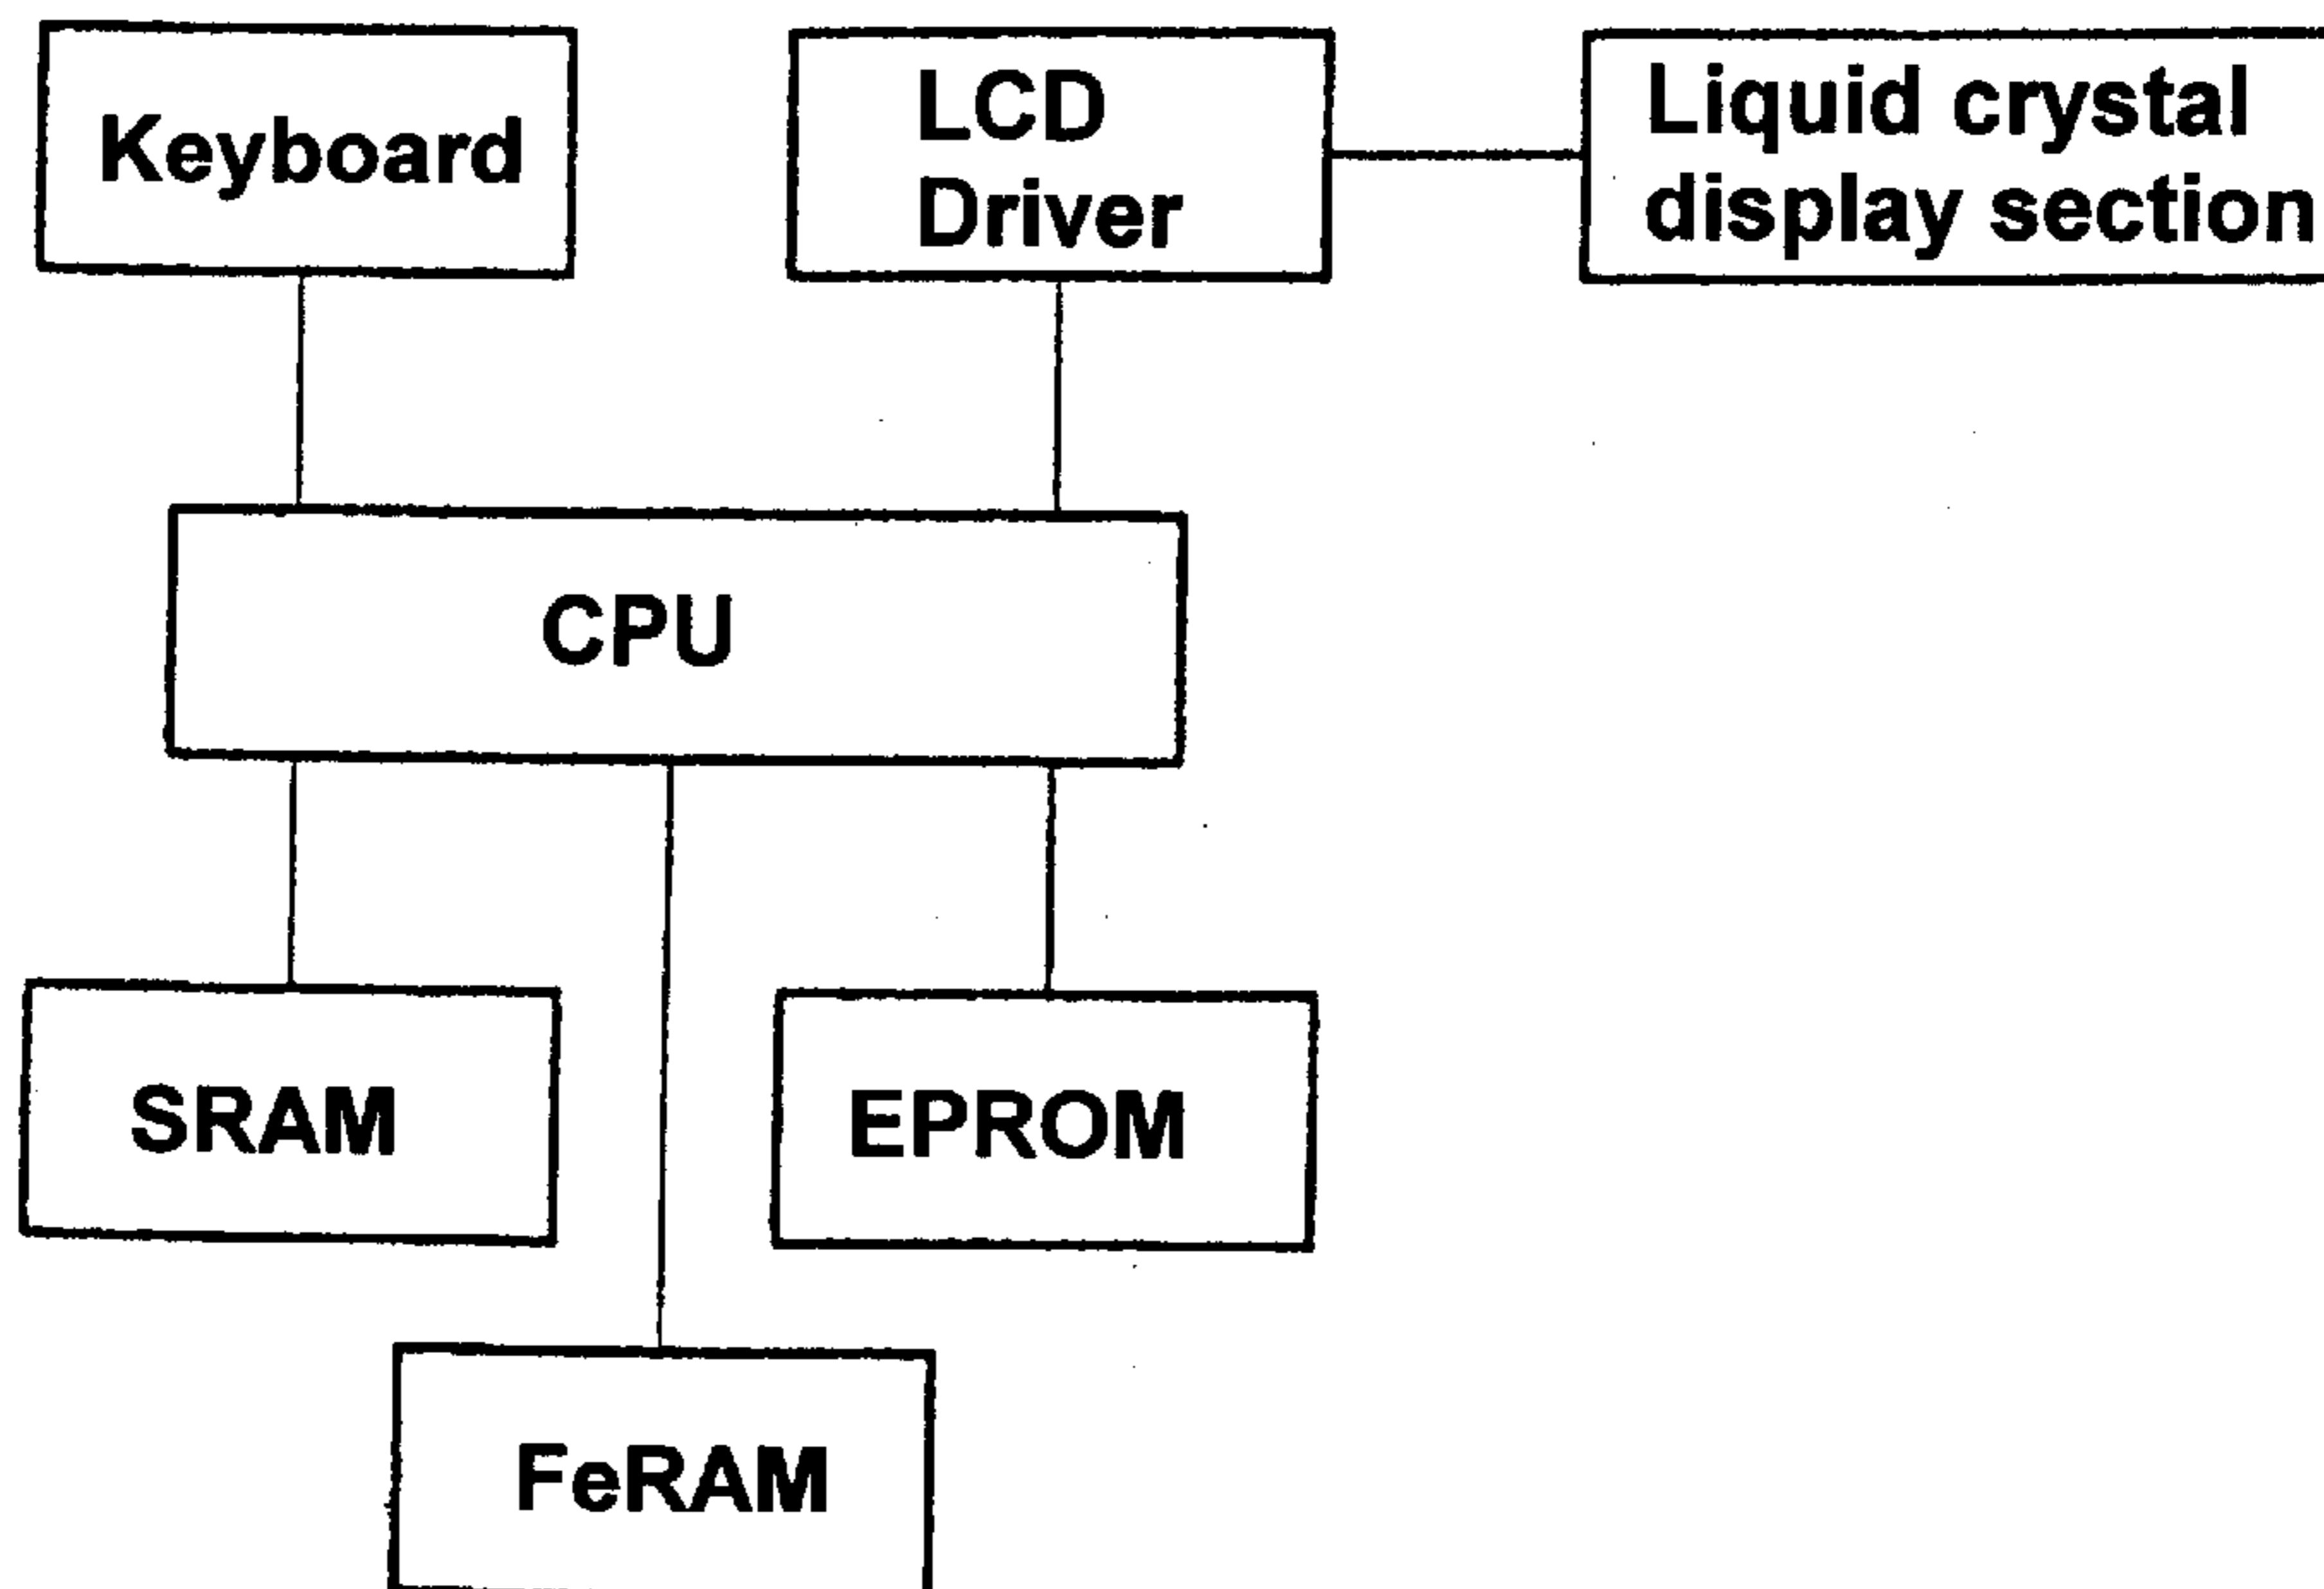 Keyboard
LCD
Driver
Liquid crystal
display section
CPU
SRAM
EPROM
FeRAM